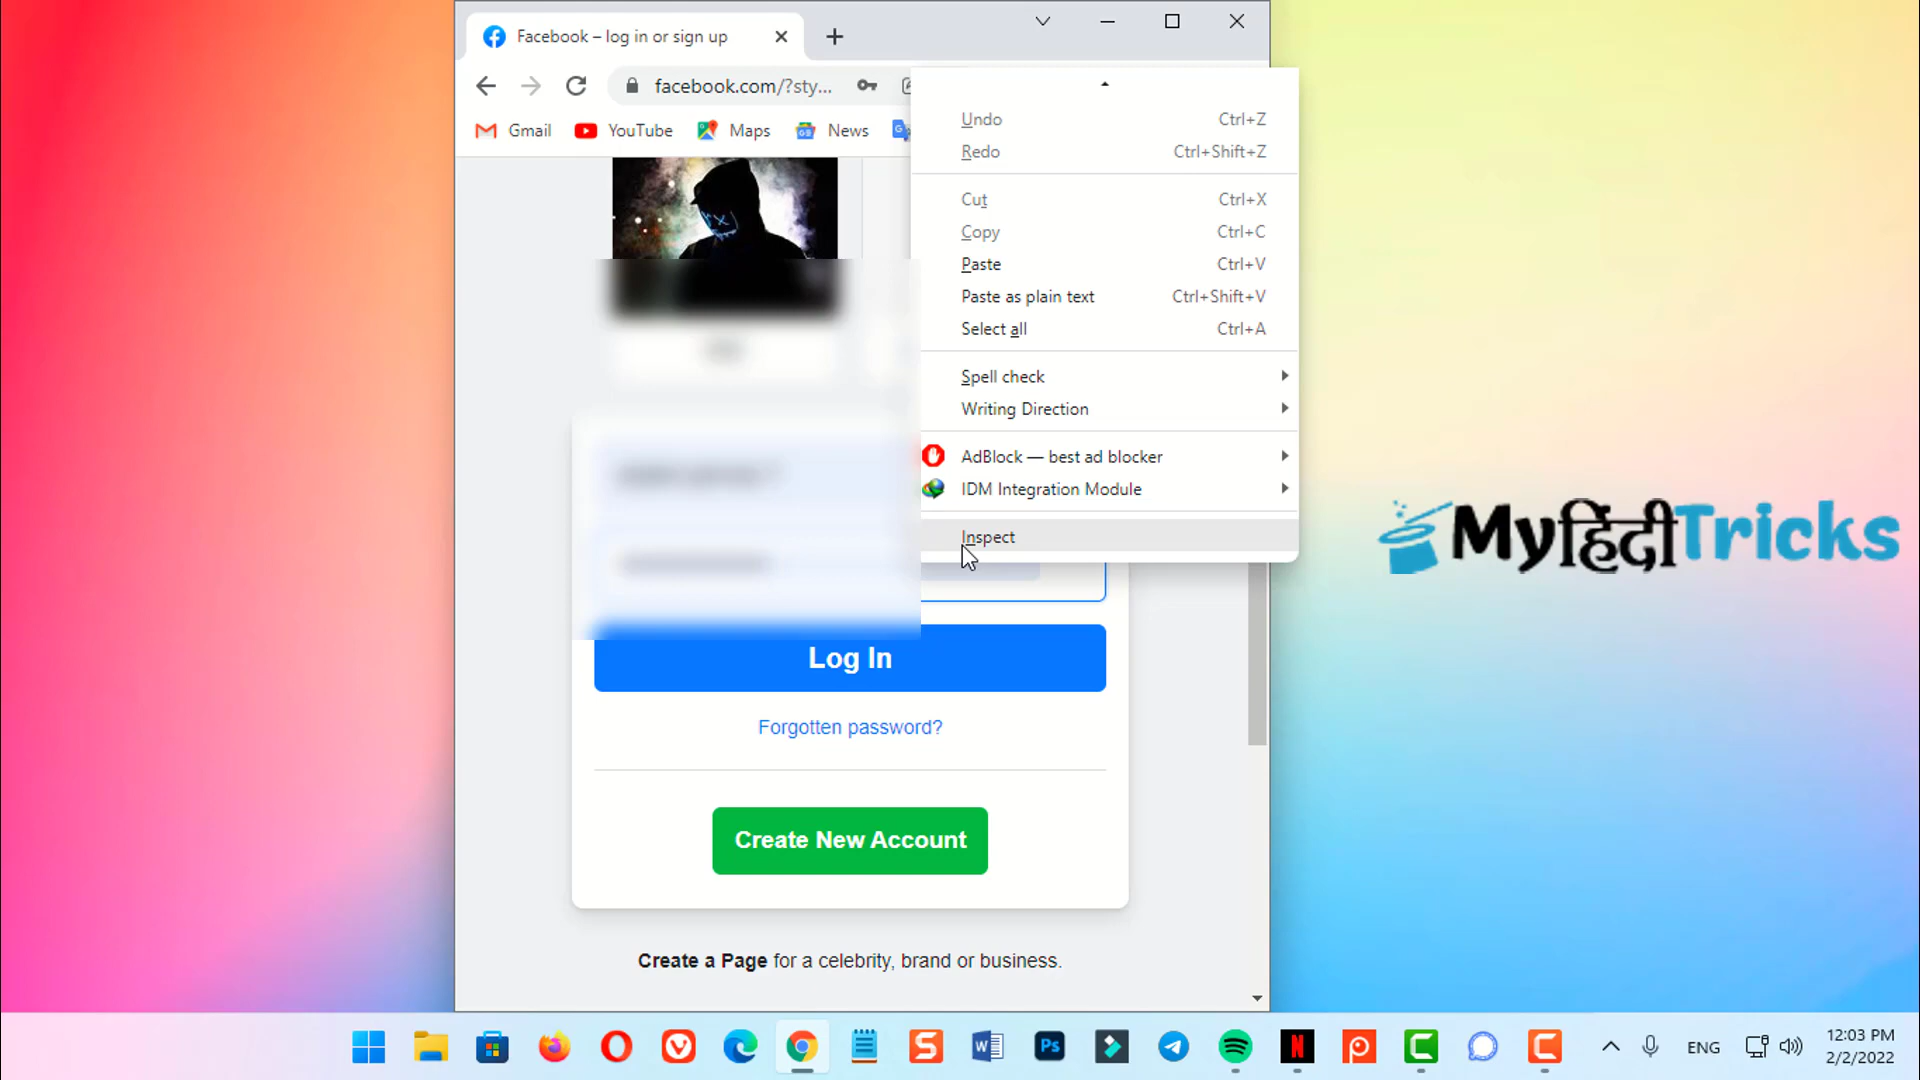 Facebook – log in or sign up
facebook.com/?sty...
Gmail YouTube Maps News
Undo Ctrl+Z
Redo Ctrl+Shift+Z
Cut Ctrl+X
Copy Ctrl+C
Paste Ctrl+V
Paste as plain text Ctrl+Shift+V
Select all Ctrl+A
Spell check
Writing Direction
AdBlock — best ad blocker
IDM Integration Module
Inspect
MyहिंदीTricks
Log In
Forgotten password?
Create New Account
Create a Page for a celebrity, brand or business.
ENG
12:03 PM
2/2/2022